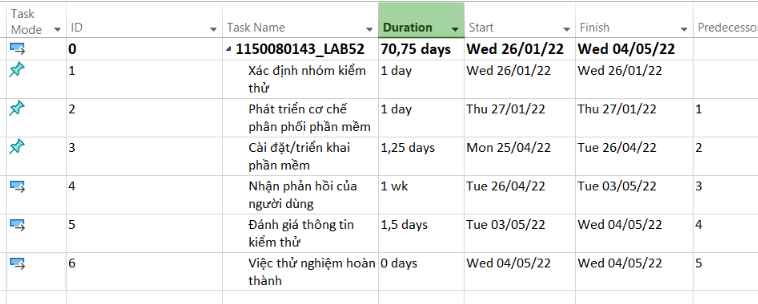 Task Mode ID Task Name Duration Start Finish Predecessor
0 1150080143_LAB52 70,75 days Wed 26/01/22 Wed 04/05/22
1 Xác định nhóm kiểm thử 1 day Wed 26/01/22 Wed 26/01/22
2 Phát triển cơ chế phân phối phần mềm 1 day Thu 27/01/22 Thu 27/01/22 1
3 Cài đặt/triển khai phần mềm 1,25 days Mon 25/04/22 Tue 26/04/22 2
4 Nhận phản hồi của người dùng 1 wk Tue 26/04/22 Tue 03/05/22 3
5 Đánh giá thông tin kiểm thử 1,5 days Tue 03/05/22 Wed 04/05/22 4
6 Việc thử nghiệm hoàn thành 0 days Wed 04/05/22 Wed 04/05/22 5